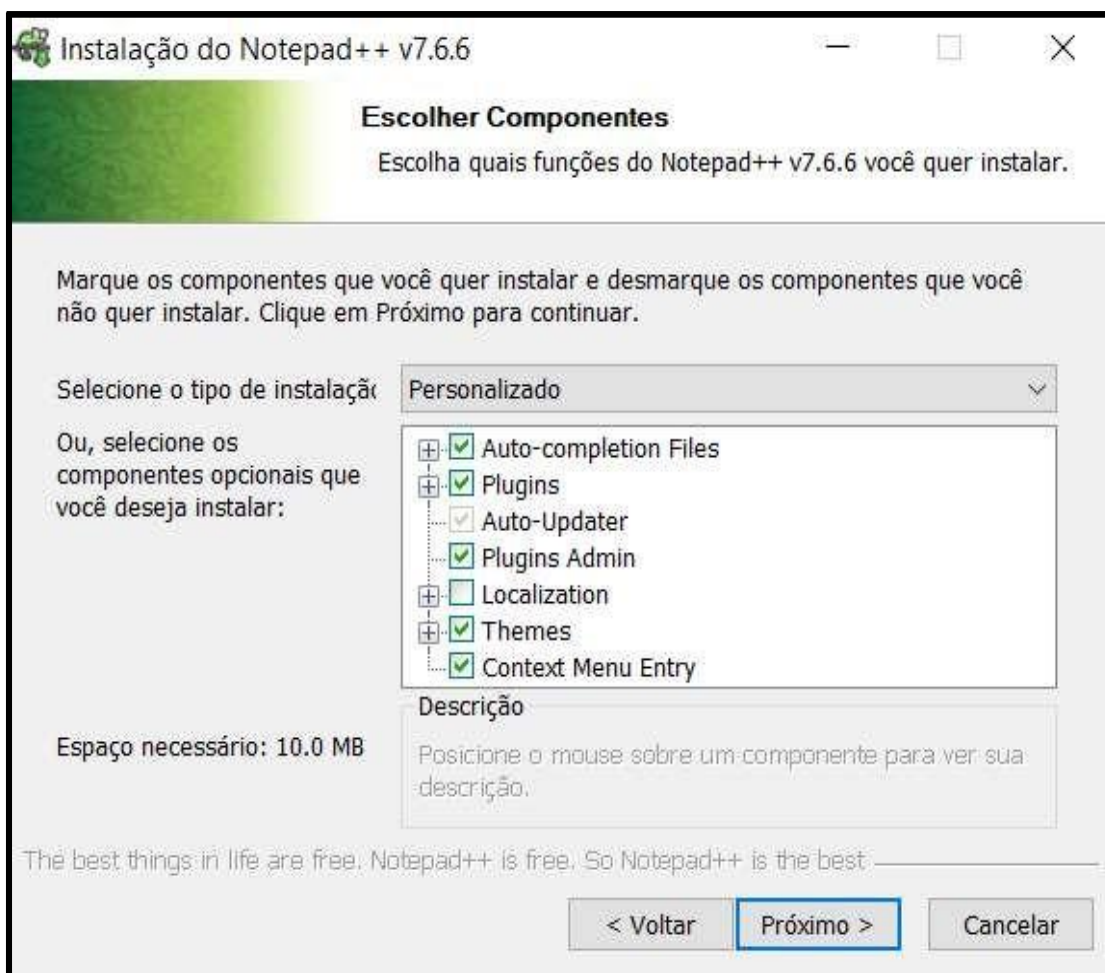 Instalação do Notepad++ v7.6.6
Escolher Componentes
Escolha quais funções do Notepad++ v7.6.6 você quer instalar.
Marque os componentes que você quer instalar e desmarque os componentes que você
não quer instalar. Clique em Próximo para continuar.
Selecione o tipo de instalaçã
Personalizado
Ou, selecione os
componentes opcionais que
você deseja instalar:
Auto-completion Files
Plugins
Auto-Updater
Plugins Admin
Localization
Themes
Context Menu Entry
Espaço necessário: 10.0 MB
Descrição
Posicione o mouse sobre um componente para ver sua
descrição.
The best things in life are free. Notepad++ is free. So Notepad++ is the best
< Voltar
Próximo >
Cancelar